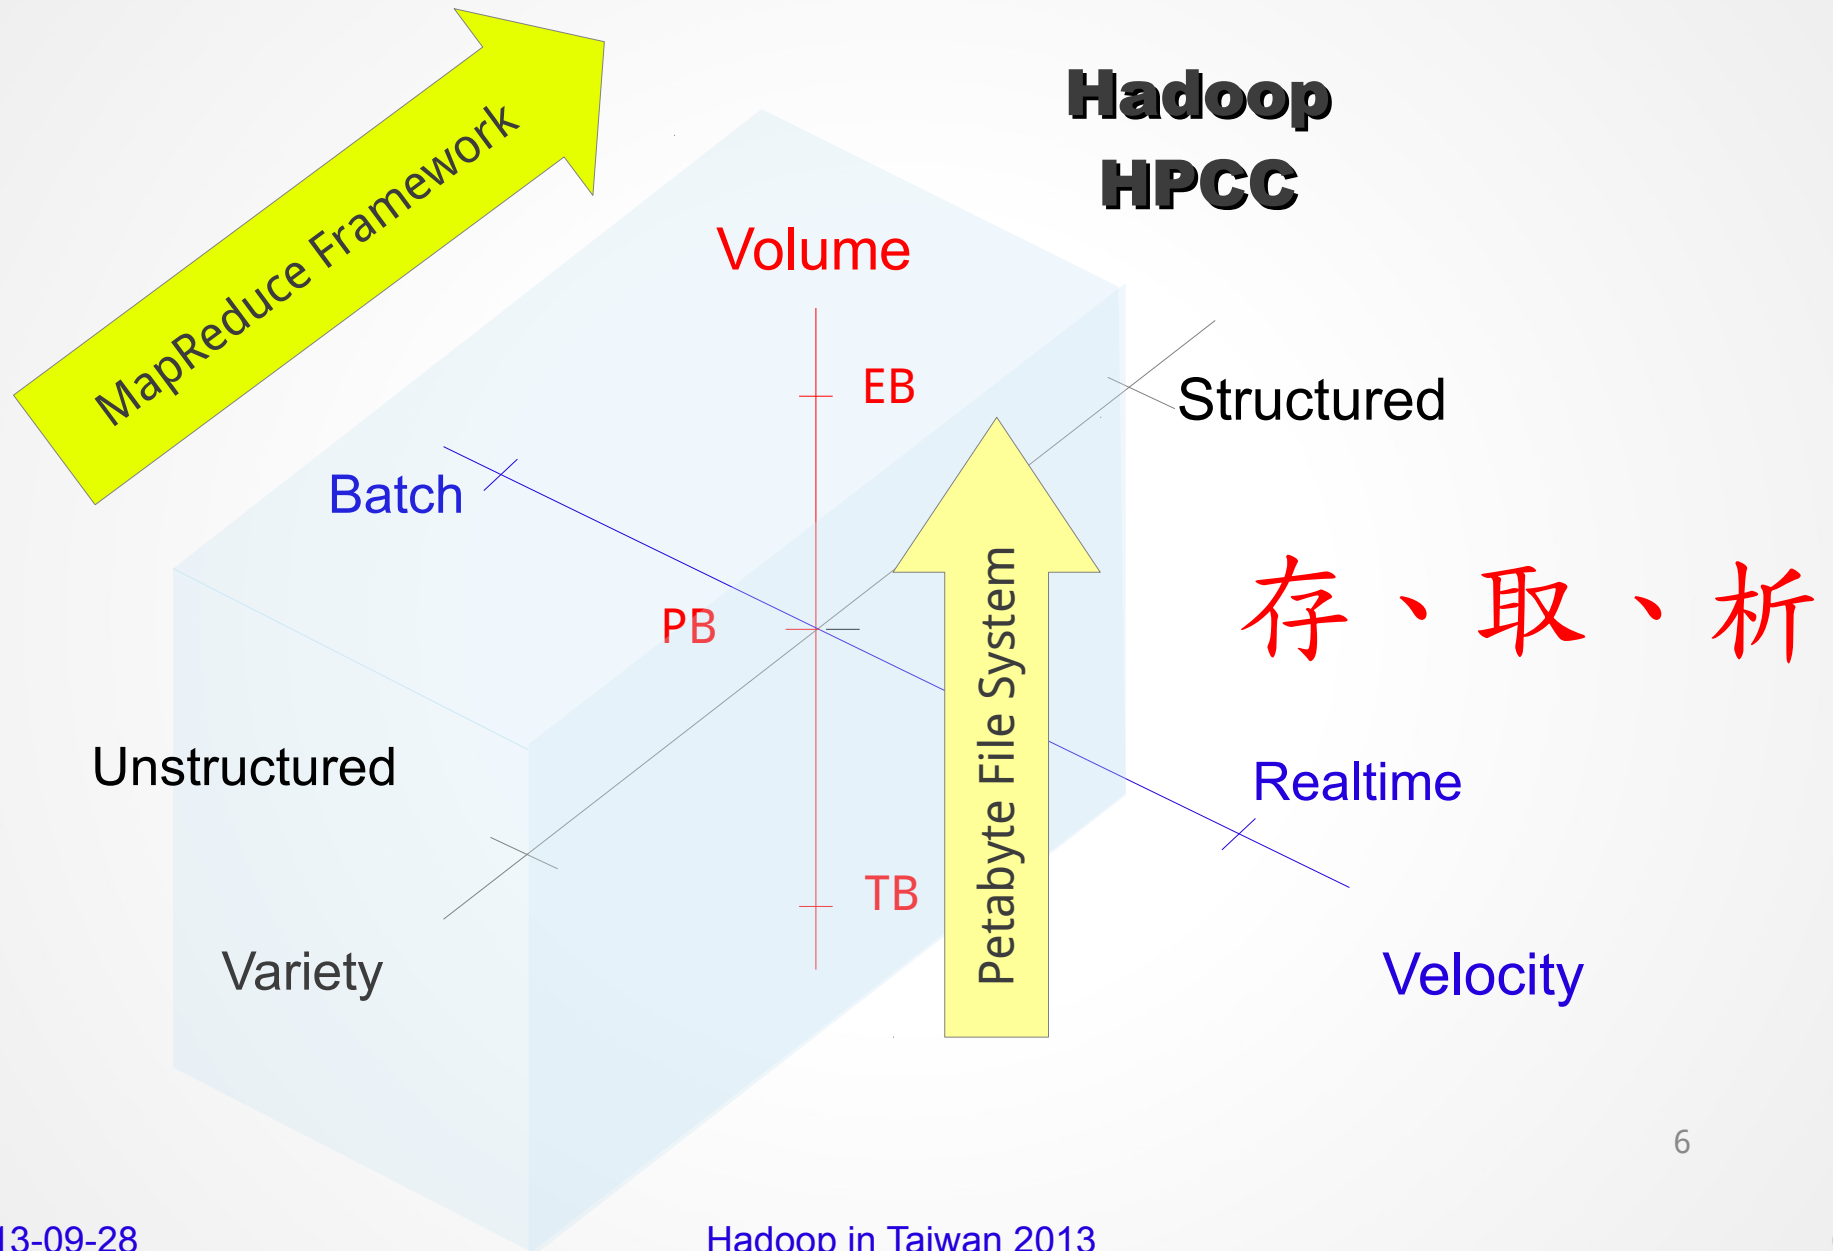 MapReduce Framework
Hadoop
HPCC
Volume
EB
Structured
Batch
存、取、析
PB
Petabyte File System
Unstructured
Realtime
TB
Variety
Velocity
6
13-09-28
Hadoop in Taiwan 2013